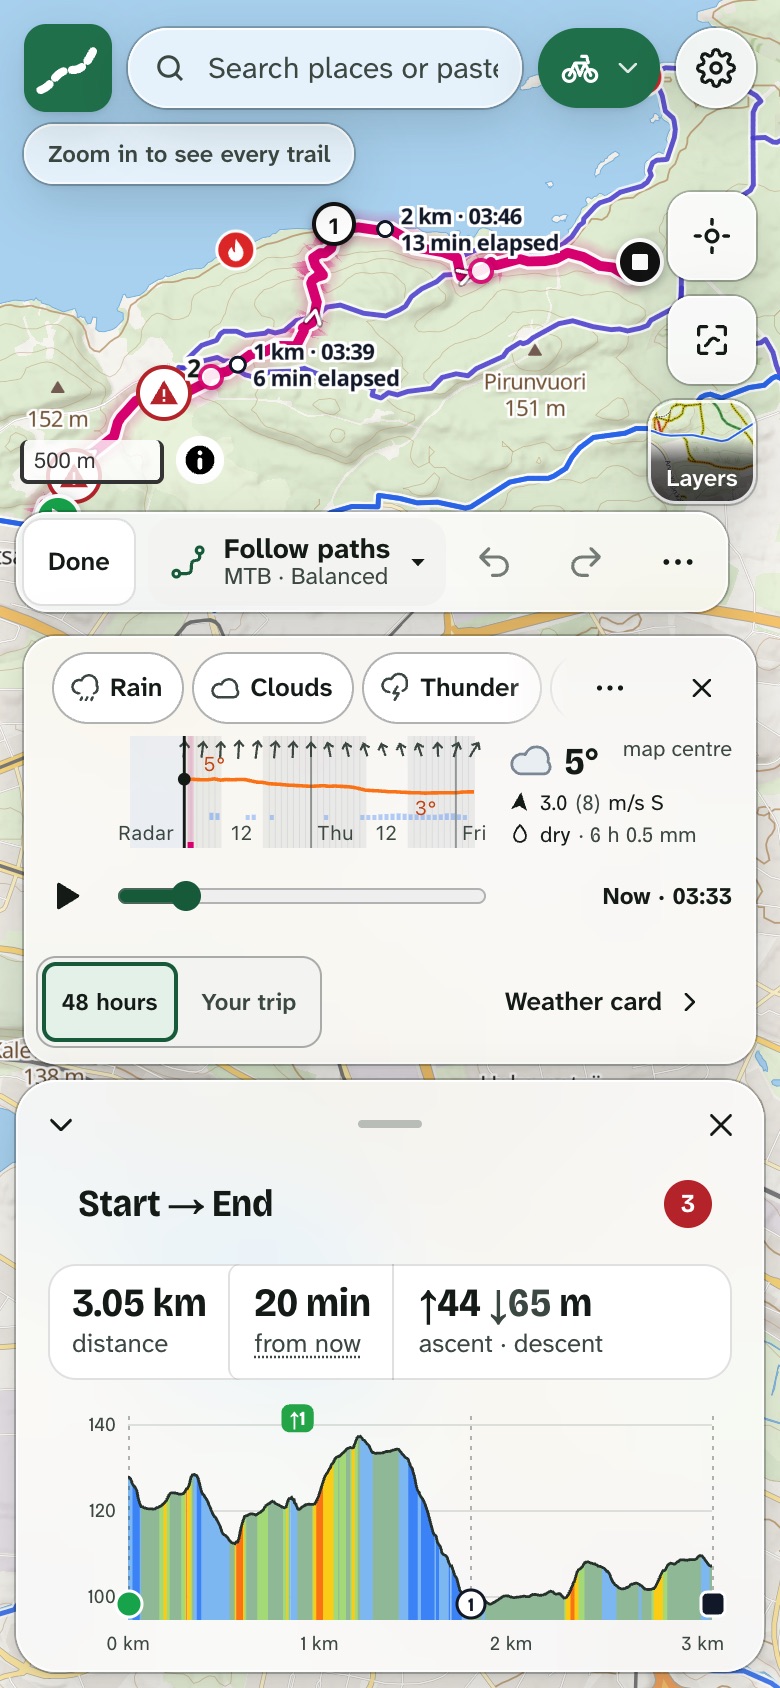 Search places or paste
Zoom in to see every trail
1
2 km · 03:46
13 min elapsed
2
1 km · 03:39
6 min elapsed
Pirunvuori
151 m
152 m
500 m
Layers
Done
Follow paths
MTB · Balanced
Rain
Clouds
Thunder
5°
3°
Radar
12
Thu
12
Fri
5°
map centre
3.0 (8) m/s S
dry · 6 h 0.5 mm
Now · 03:33
48 hours
Your trip
Weather card
138 m
Start → End
3
3.05 km
distance
20 min
from now
↑44 ↓65 m
ascent · descent
↑1
140
120
100
1
0 km
1 km
2 km
3 km